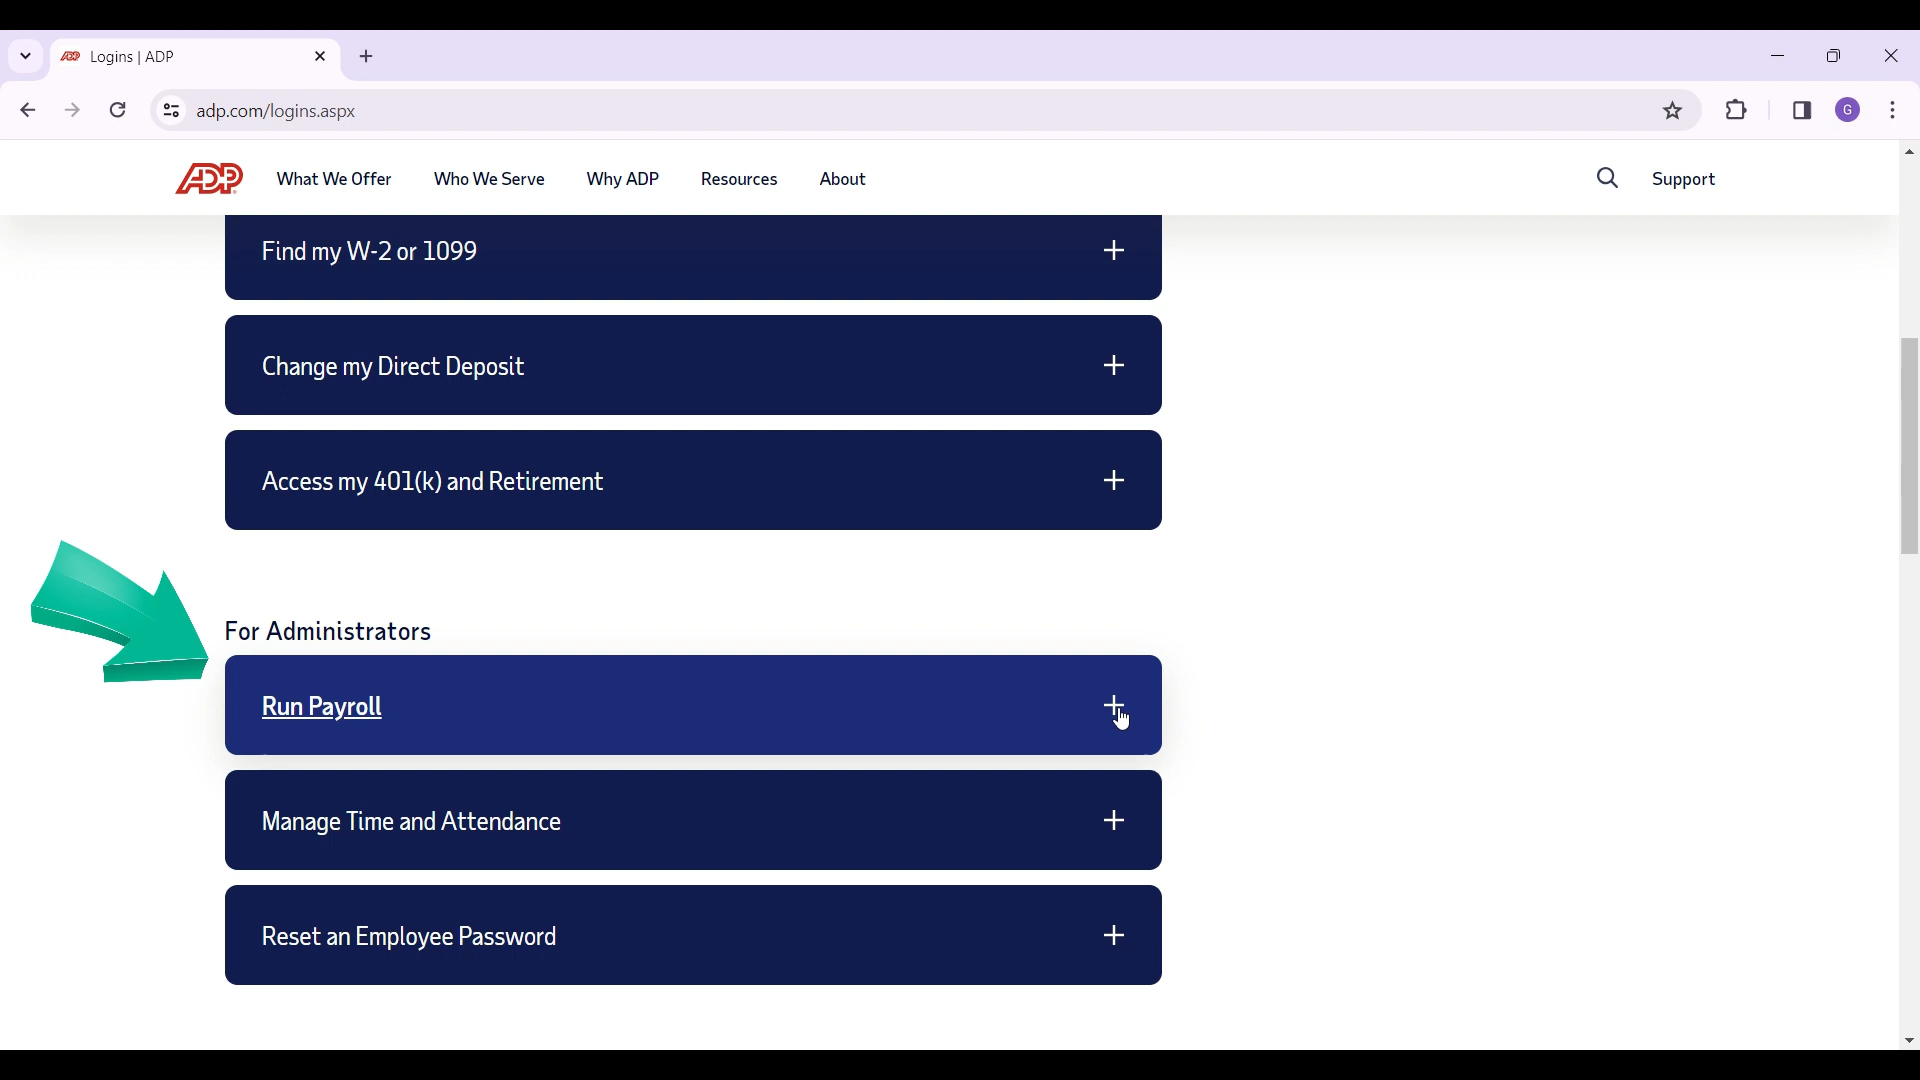 Logins | ADP
adp.com/logins.aspx
G
ADP
What We Offer
Who We Serve
Why ADP
Resources
About
Support
Find my W-2 or 1099
Change my Direct Deposit
Access my 401(k) and Retirement
For Administrators
Run Payroll
Manage Time and Attendance
Reset an Employee Password